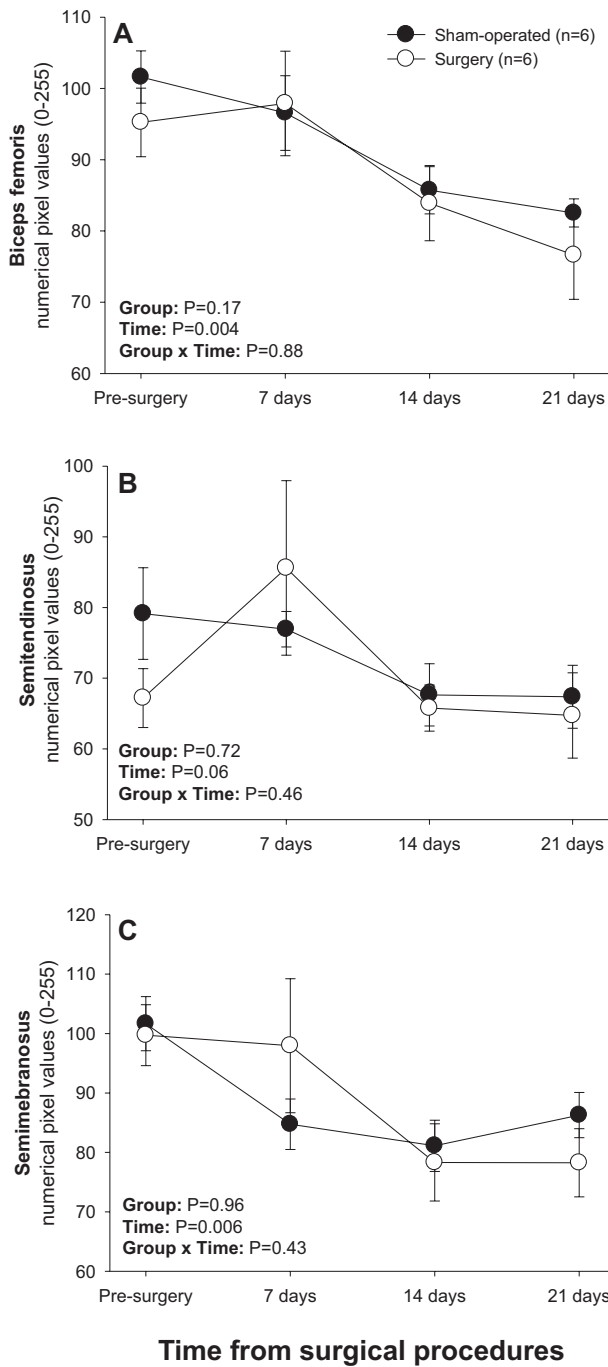 A
Sham-operated (n=6)
Surgery (n=6)
Biceps femoris
numerical pixel values (0-255)
110
100
90
80
70
60
Group: P=0.17
Time: P=0.004
Group x Time: P=0.88
Pre-surgery 7 days 14 days 21 days
B
Semitendinosus
numerical pixel values (0-255)
100
90
80
70
60
50
Group: P=0.72
Time: P=0.06
Group x Time: P=0.46
Pre-surgery 7 days 14 days 21 days
C
Semimebranosus
numerical pixel values (0-255)
120
110
100
90
80
70
60
Group: P=0.96
Time: P=0.006
Group x Time: P=0.43
Pre-surgery 7 days 14 days 21 days
Time from surgical procedures